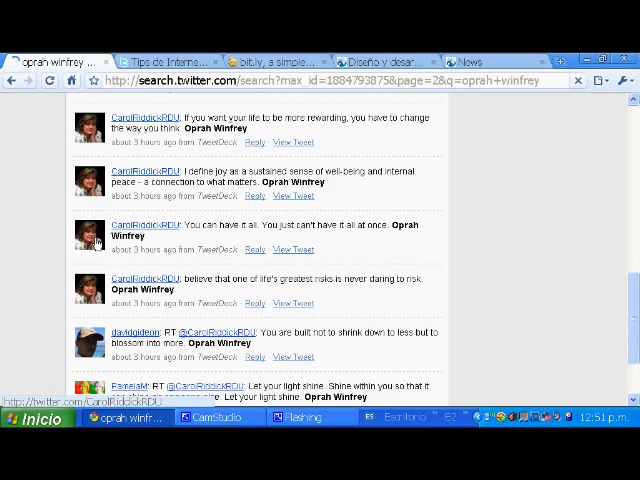 oprah winfrey ...
Tips de Interne...
bit.ly, a simple...
Diseño y desar...
News
http://search.twitter.com/search?max_id=1884793875&page=2&q=oprah+winfrey
CarolRiddickRDU: If you want your life to be more rewarding, you have to change
the way you think. Oprah Winfrey
about 3 hours ago from TweetDeck · Reply · View Tweet
CarolRiddickRDU: I define joy as a sustained sense of well-being and internal
peace - a connection to what matters. Oprah Winfrey
about 3 hours ago from TweetDeck · Reply · View Tweet
CarolRiddickRDU: You can have it all. You just can't have it all at once. Oprah
Winfrey
about 3 hours ago from TweetDeck · Reply · View Tweet
CarolRiddickRDU: believe that one of life's greatest risks is never daring to risk.
Oprah Winfrey
about 3 hours ago from TweetDeck · Reply · View Tweet
davidgideon: RT @CarolRiddickRDU: You are built not to shrink down to less but to
blossom into more. Oprah Winfrey
about 3 hours ago from TweetDeck · Reply · View Tweet
PamelaM: RT @CarolRiddickRDU: Let your light shine. Shine within you so that it
Oprah Winfrey
http://twitter.com/CarolRiddickRDU
Inicio
oprah winfr...
CamStudio
Flashing
ES
Escritorio
E2
12:51 p.m.